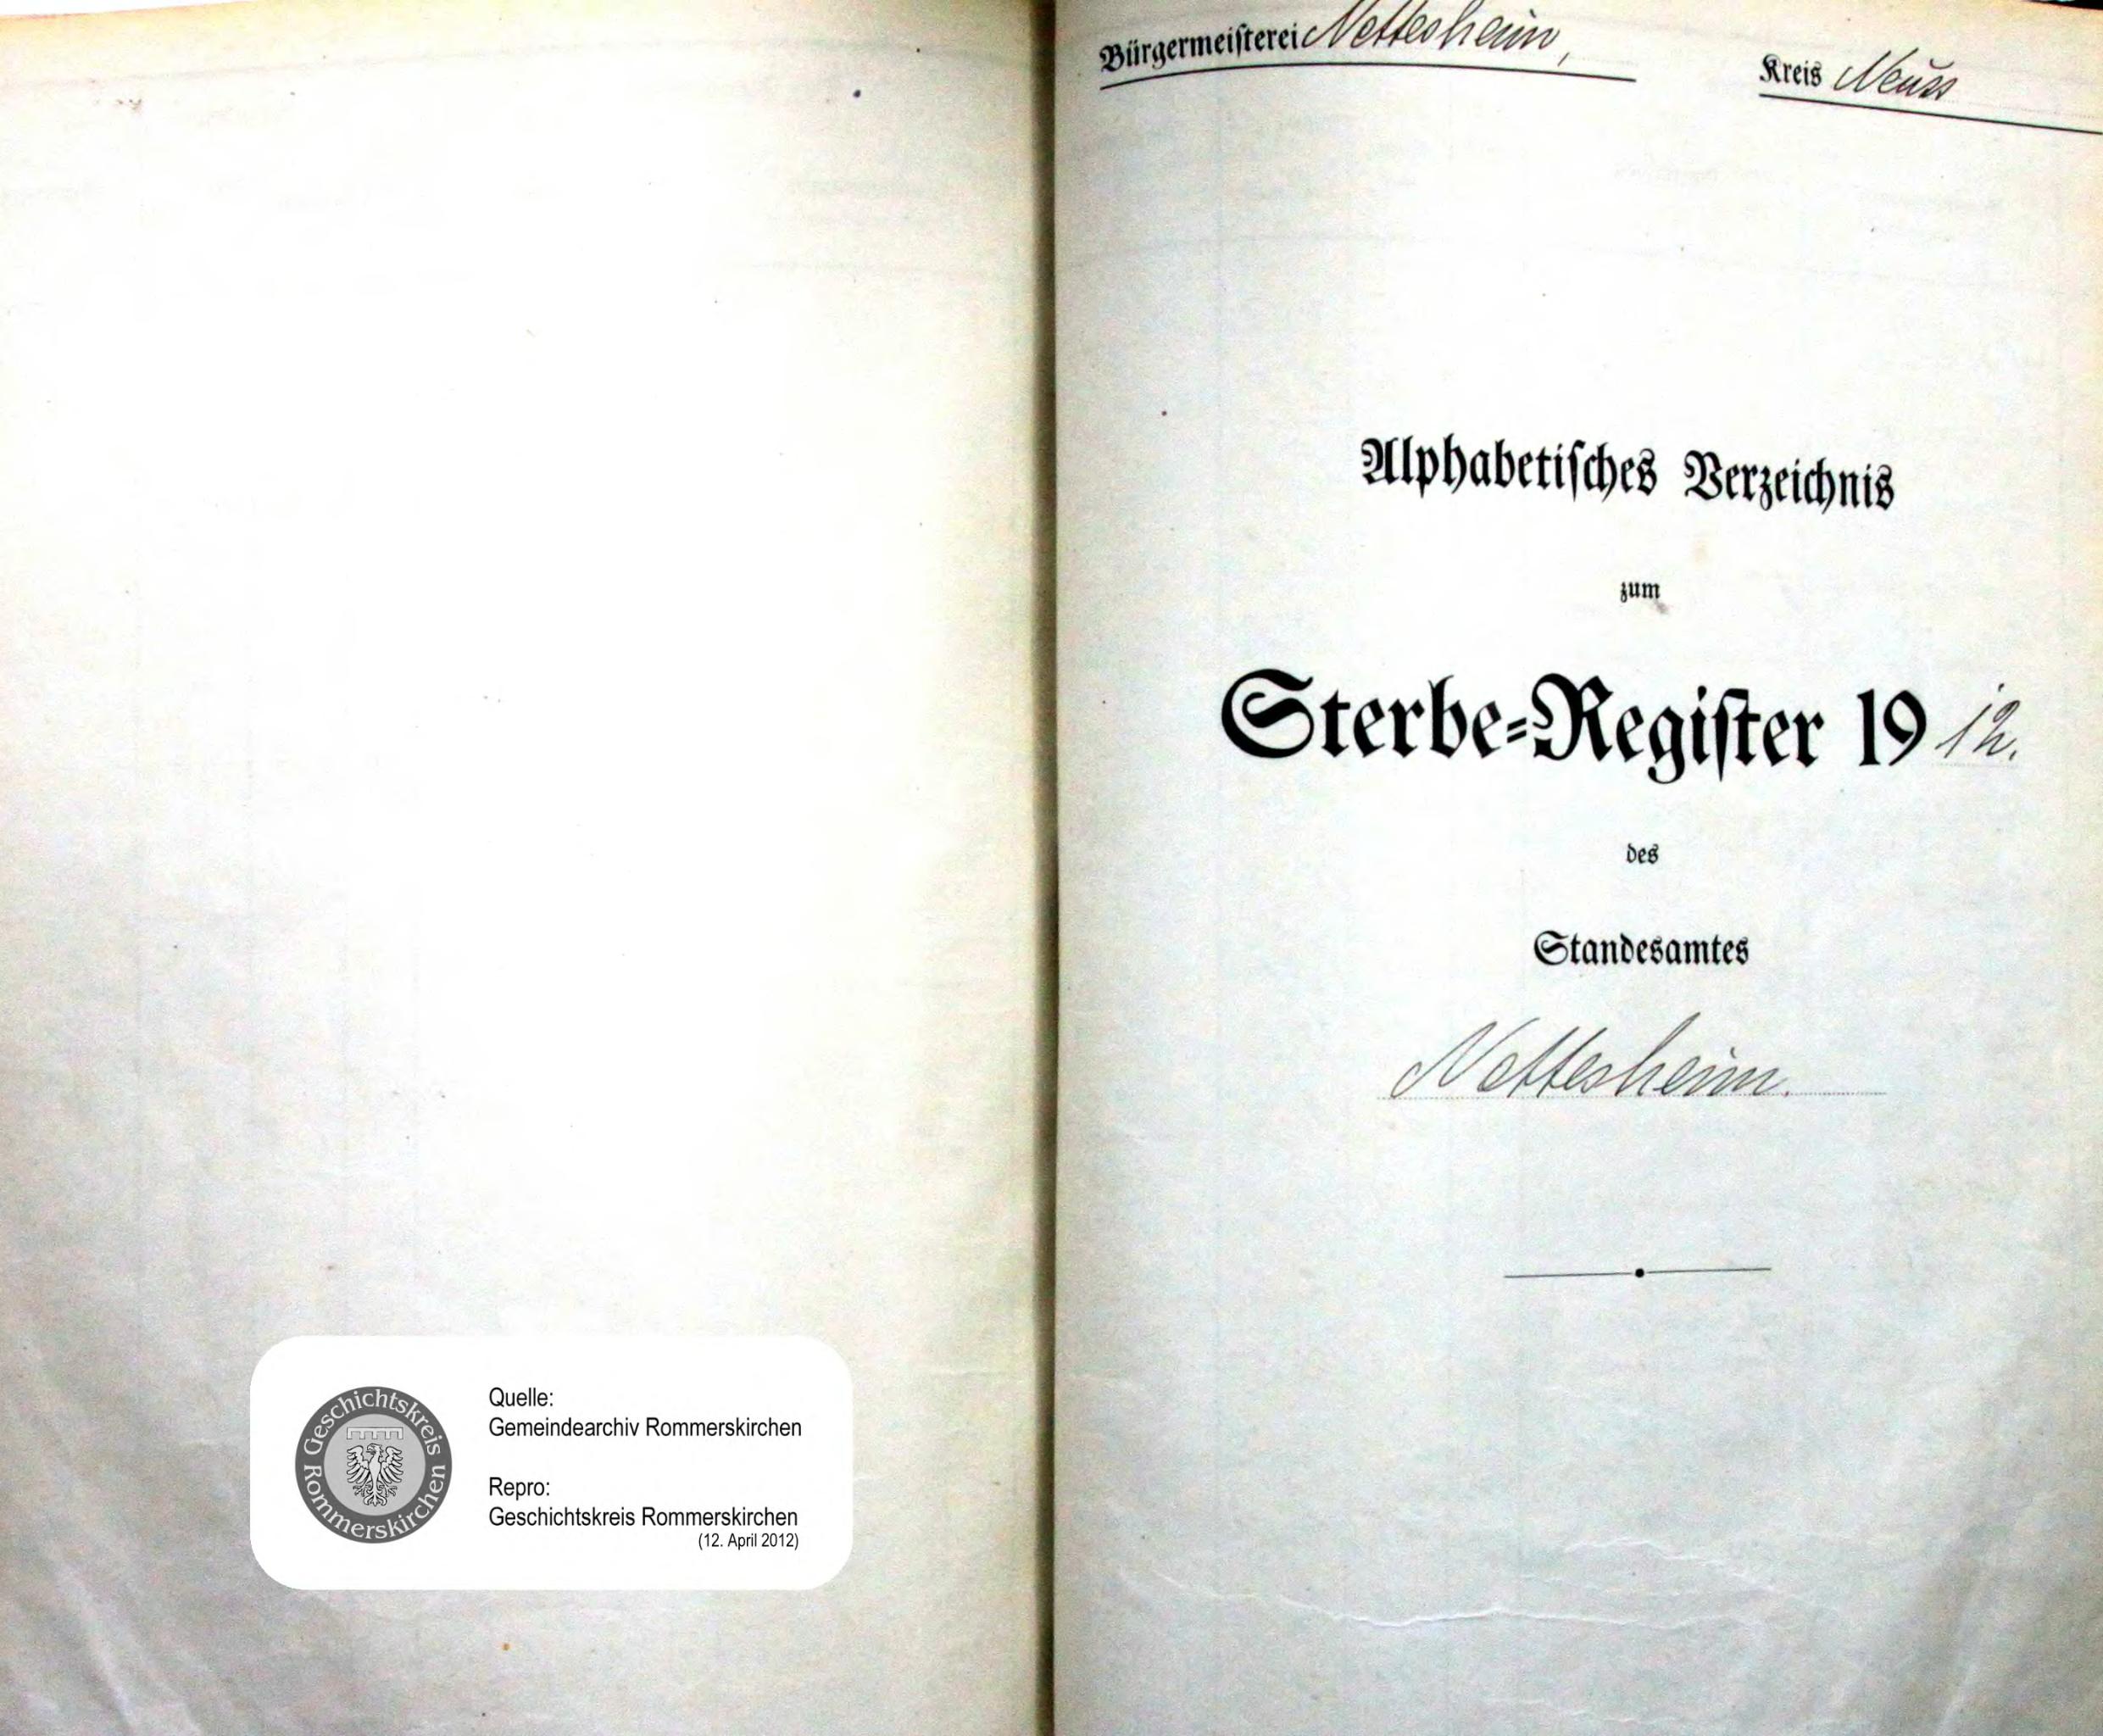 Quelle:
Gemeindearchiv Rommerskirchen
Repro:
Geschichtskreis Rommerskirchen
(12. April 2012)
Geschichtskreis Rommerskirchen
Bürgermeiſterei Nettesheim,
Kreis Neuss
Alphabetiſches Verzeichnis
zum
Sterbe=Regiſter 1912.
des
Standesamtes
Nettesheim.